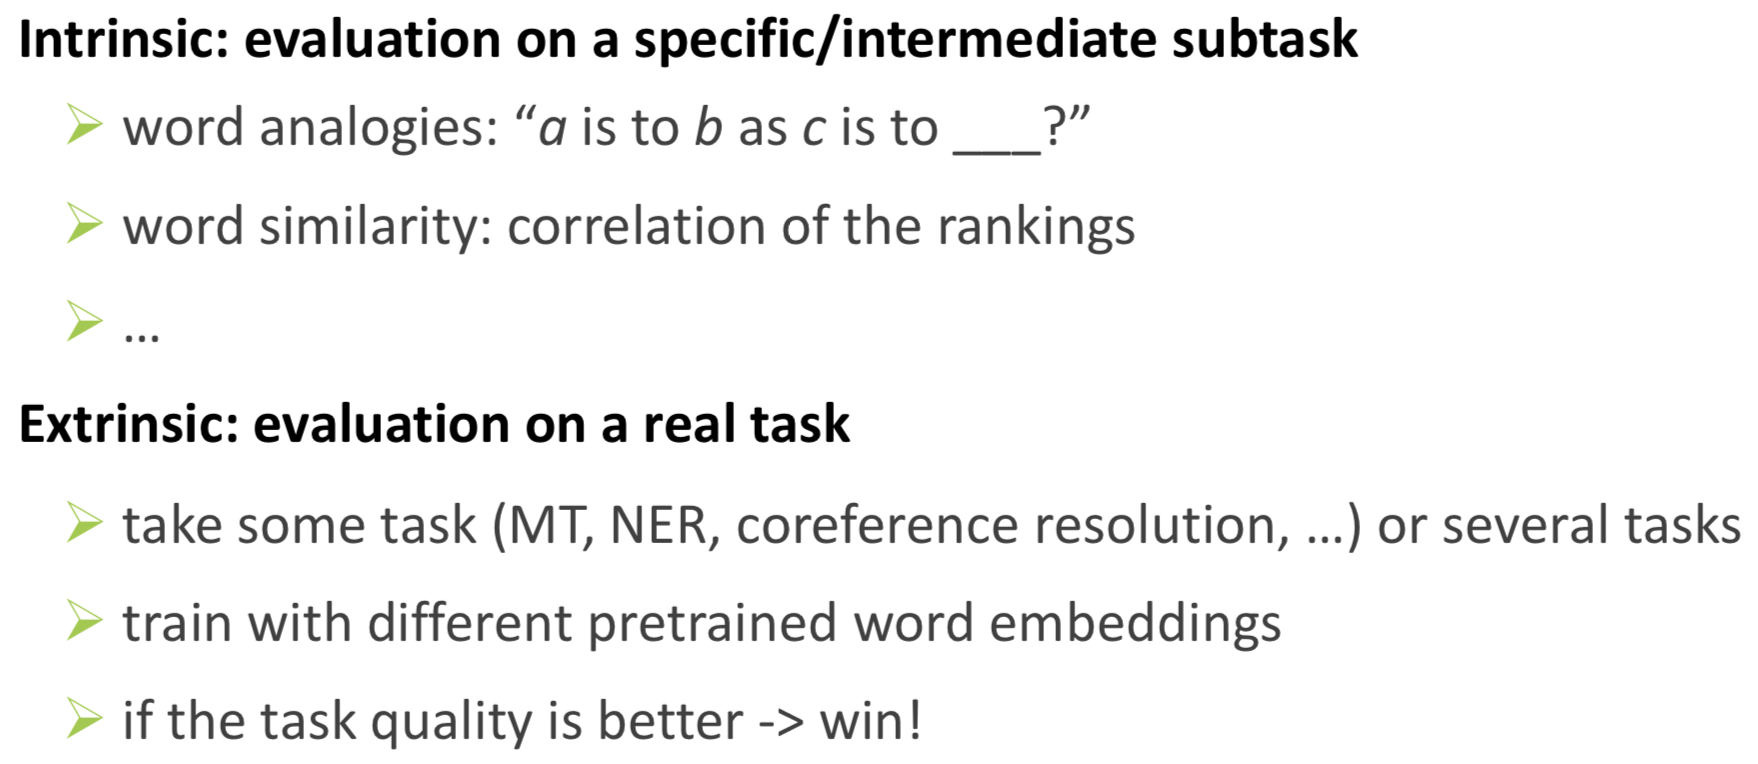 Intrinsic: evaluation on a specific/intermediate subtask
word analogies: “a is to b as c is to ___?”
word similarity: correlation of the rankings
...
Extrinsic: evaluation on a real task
take some task (MT, NER, coreference resolution, ...) or several tasks
train with different pretrained word embeddings
if the task quality is better -> win!